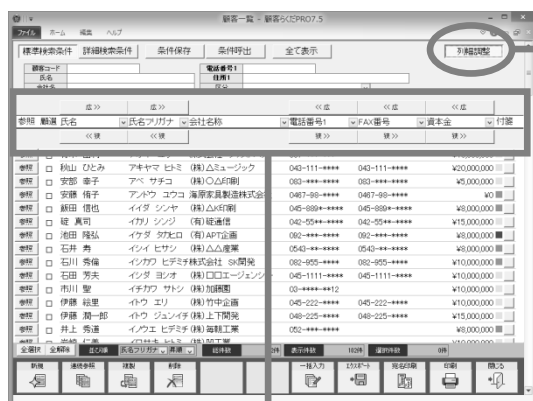 顧客一覧 - 顧客らくだPRO7.5
ファイル ホーム 編集 ヘルプ
標準検索条件 詳細検索条件 条件保存 条件呼出 全て表示 列幅調整
顧客コード 電話番号1
氏名 住所1
会社名 区分
広>> 広>> <<広 <<広 <<広
参照 顧選 氏名 氏名フリガナ 会社名称 電話番号1 FAX番号 資本金 付箋
<<狭 <<狭 狭>> 狭>> 狭>>
参照 秋山 ひとみ アキヤマ ヒトミ (株)△ミュージック 043-111-**** 043-111-**** ¥20,000,000
参照 安部 幸子 アベ サチコ (株)○△印刷 083-***-**** 083-***-**** ¥5,000,000
参照 安藤 侑子 アンドウ ユウコ 海原家具製造株式会 0467-98-**** 0467-98-**** ¥0
参照 飯田 信也 イイダ シンヤ (株)△×印刷 045-889*-**** 045-889*-**** ¥8,000,000
参照 碇 真司 イカリ シンジ (有)碇通信 042-55**-**** 042-55**-**** ¥15,000,000
参照 池田 隆弘 イケダ タカヒロ (有)APT企画 092-***-**** 092-***-**** ¥8,000,000
参照 石井 寿 イシイ ヒサシ (株)△△産業 0543-**-**** 0543-**-**** ¥8,000,000
参照 石川 秀倫 イシカワ ヒデミチ 株式会社 SK開発 082-955-**** 082-955-**** ¥10,000,000
参照 石田 芳夫 イシダ ヨシオ (株)□□エージェンシ 045-1111-**** 045-1111-**** ¥15,000,000
参照 市川 聖 イチカワ サトシ (株)加藤園 03-****-**12 ¥10,000,000
参照 伊藤 絵里 イトウ エリ (株)竹中企画 045-222-**** 045-222-**** ¥10,000,000
参照 伊藤 潤一郎 イトウ ジュンイチ (株)上下開発 048-225-**** 048-225-**** ¥15,000,000
参照 井上 秀道 イノウエ ヒデミチ (株)毎朝工業 052-***-**** ¥8,000,000
全選択 全解除 並び順 氏名フリガナ 昇順 総件数 件 表示件数 102件 選択件数 0件
新規 連続参照 複製 削除 一括入力 エクスポート 宛名印刷 印刷 閉じる